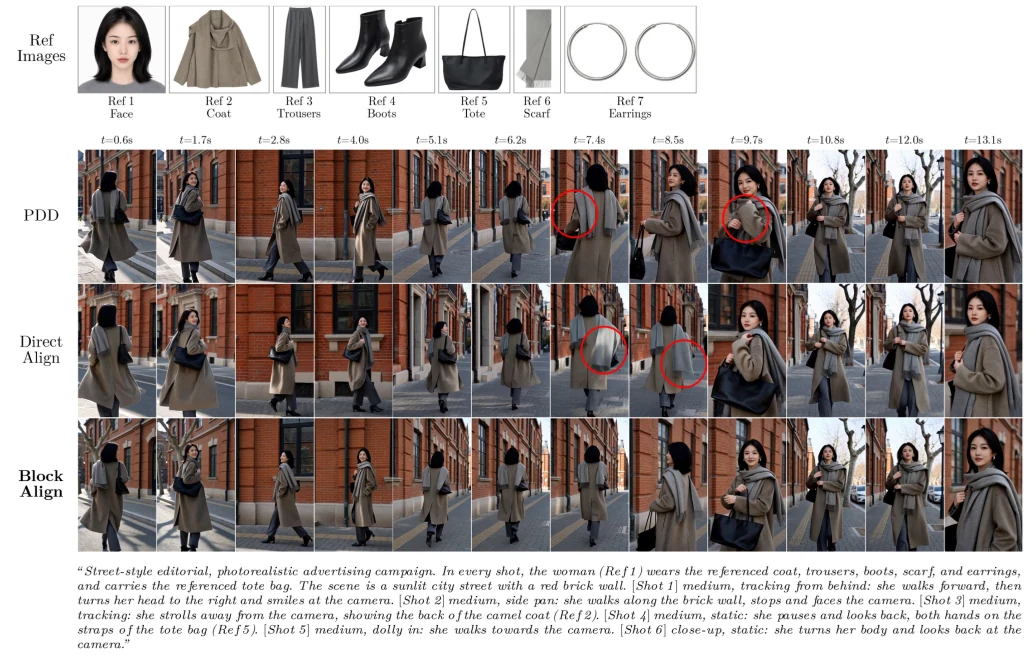 Ref
Images
Ref 1
Face
Ref 2
Coat
Ref 3
Trousers
Ref 4
Boots
Ref 5
Tote
Ref 6
Scarf
Ref 7
Earrings
t=0.6s t=1.7s t=2.8s t=4.0s t=5.1s t=6.2s t=7.4s t=8.5s t=9.7s t=10.8s t=12.0s t=13.1s
PDD
Direct
Align
Block
Align
“Street-style editorial, photorealistic advertising campaign. In every shot, the woman (Ref 1) wears the referenced coat, trousers, boots, scarf, and earrings,
and carries the referenced tote bag. The scene is a sunlit city street with a red brick wall. [Shot 1] medium, tracking from behind: she walks forward, then
turns her head to the right and smiles at the camera. [Shot 2] medium, side pan: she walks along the brick wall, stops and faces the camera. [Shot 3] medium,
tracking: she strolls away from the camera, showing the back of the camel coat (Ref 2). [Shot 4] medium, static: she pauses and looks back, both hands on the
straps of the tote bag (Ref 5). [Shot 5] medium, dolly in: she walks towards the camera. [Shot 6] close-up, static: she turns her body and looks back at the
camera.”